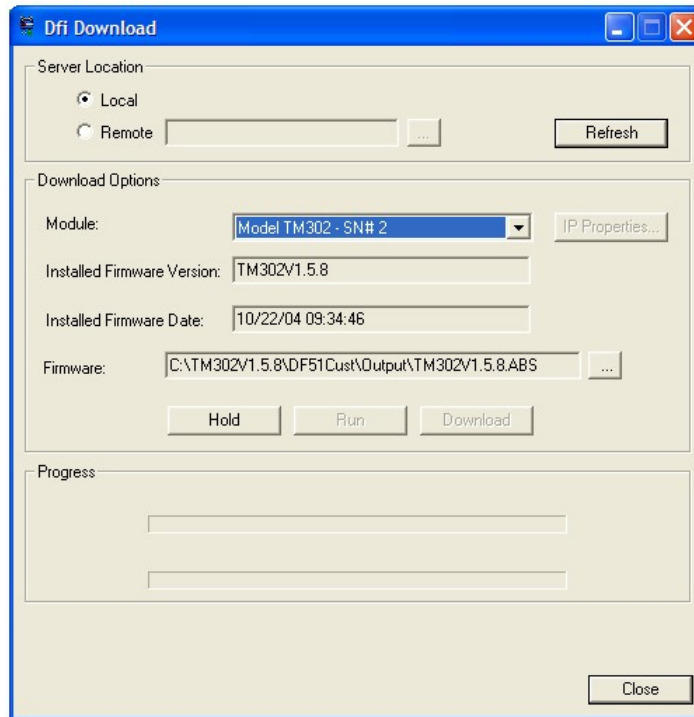 Dfi Download
Server Location
Local
Remote ... Refresh
Download Options
Module: Model TM302 - SN# 2 IP Properties...
Installed Firmware Version: TM302V1.5.8
Installed Firmware Date: 10/22/04 09:34:46
Firmware: C:\TM302V1.5.8\DF51Cust\Output\TM302V1.5.8.ABS ...
Hold Run Download
Progress
Close